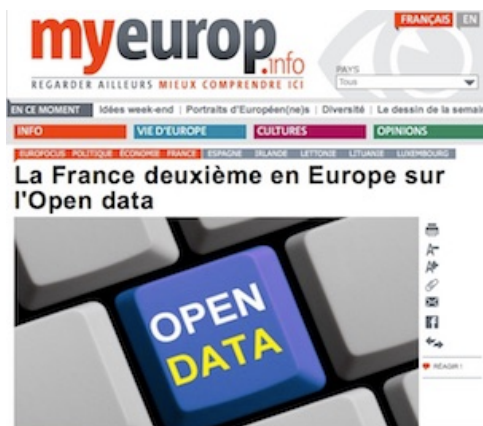 FRANÇAIS EN
myeurop.info
REGARDER AILLEURS MIEUX COMPRENDRE ICI
PAYS
Tous
EN CE MOMENT Idées week-end | Portraits d'Européen(ne)s | Diversité | Le dessin de la semain
INFO VIE D'EUROPE CULTURES OPINIONS
EUROFOCUS POLITIQUE ÉCONOMIE FRANCE ESPAGNE IRLANDE LETTONIE LITUANIE LUXEMBOURG
La France deuxième en Europe sur
l'Open data
OPEN
DATA
A-
A+
RÉAGIR !